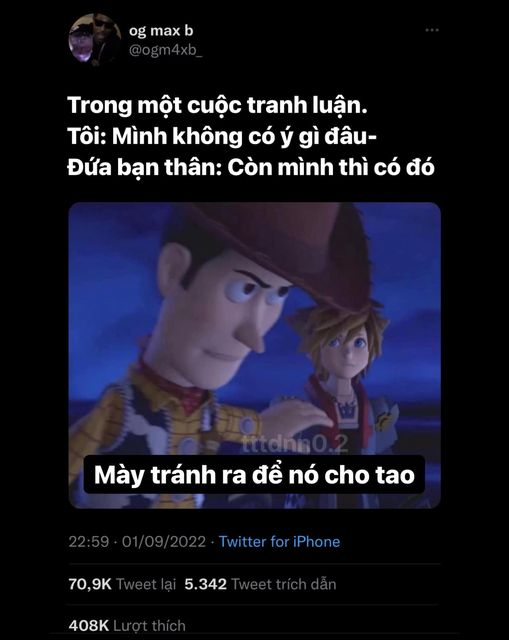 og max b
@ogm4xb_
Trong một cuộc tranh luận.
Tôi: Mình không có ý gì đâu-
Đứa bạn thân: Còn mình thì có đó
tttdnn0.2
Mày tránh ra để nó cho tao
22:59 · 01/09/2022 · Twitter for iPhone
70,9K Tweet lại 5.342 Tweet trích dẫn
408K Lượt thích